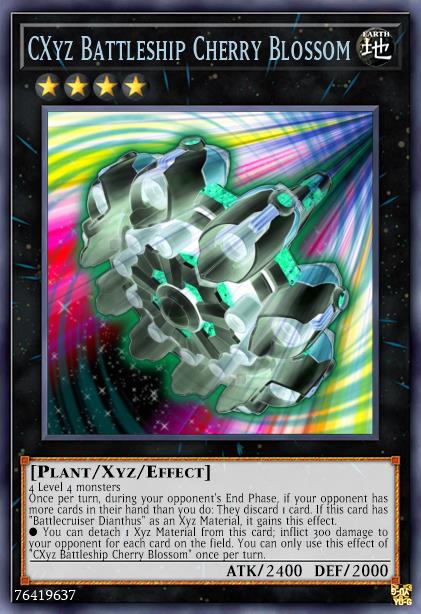 CXyz Battleship Cherry Blossom
EARTH
地
[Plant/Xyz/Effect]
4 Level 4 monsters
Once per turn, during your opponent's End Phase, if your opponent has
more cards in their hand than you do: They discard 1 card. If this card has
"Battlecruiser Dianthus" as an Xyz Material, it gains this effect.
● You can detach 1 Xyz Material from this card; inflict 300 damage to
your opponent for each card on the field. You can only use this effect of
"CXyz Battleship Cherry Blossom" once per turn.
ATK/2400 DEF/2000
76419637